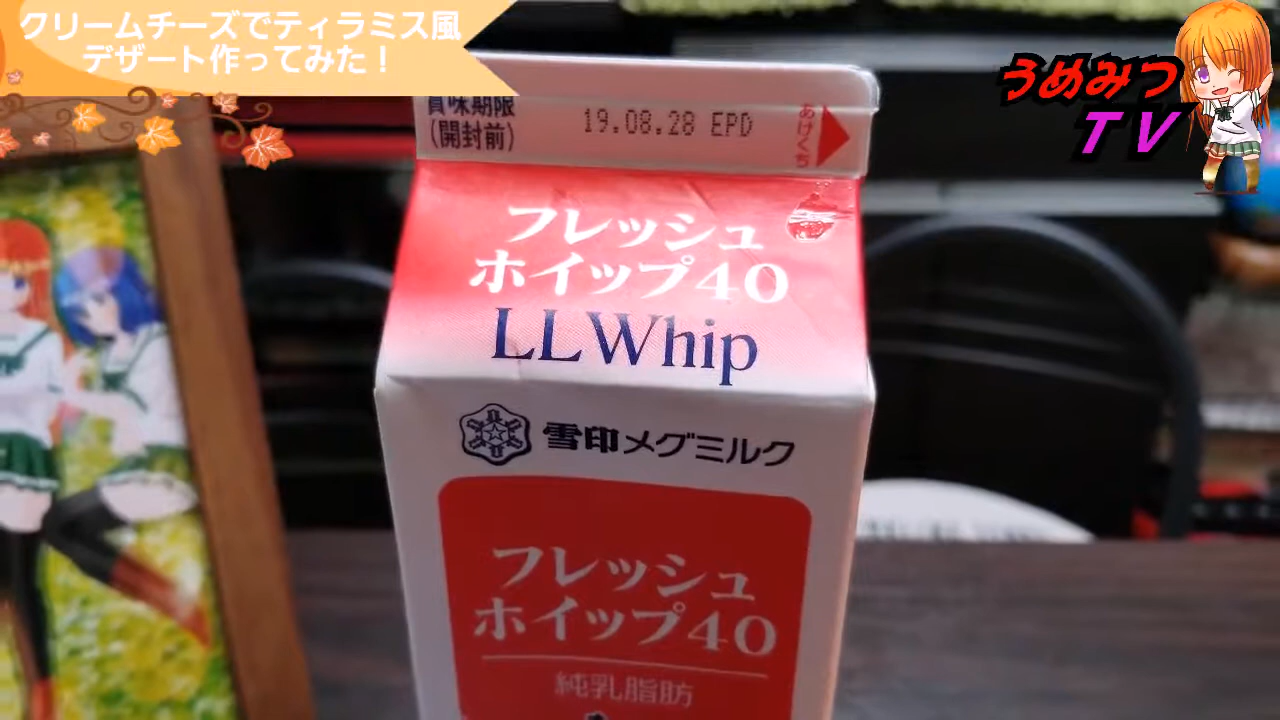 クリームチーズでティラミス風
デザート作ってみた！
うめみつ
TV
賞味期限
(開封前)
19.08.28 EPD
あけくち
フレッシュ
ホイップ40
LLWhip
雪印メグミルク
フレッシュ
ホイップ40
純乳脂肪